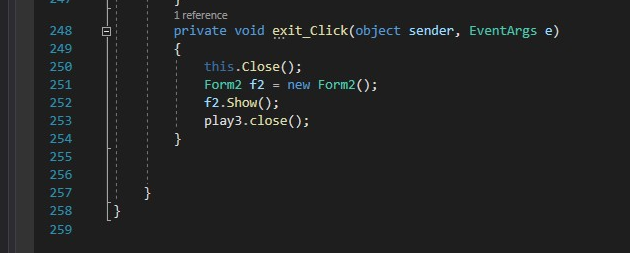 247 }
1 reference
248 private void exit_Click(object sender, EventArgs e)
249 {
250 this.Close();
251 Form2 f2 = new Form2();
252 f2.Show();
253 play3.close();
254 }
255
256
257 }
258 }
259